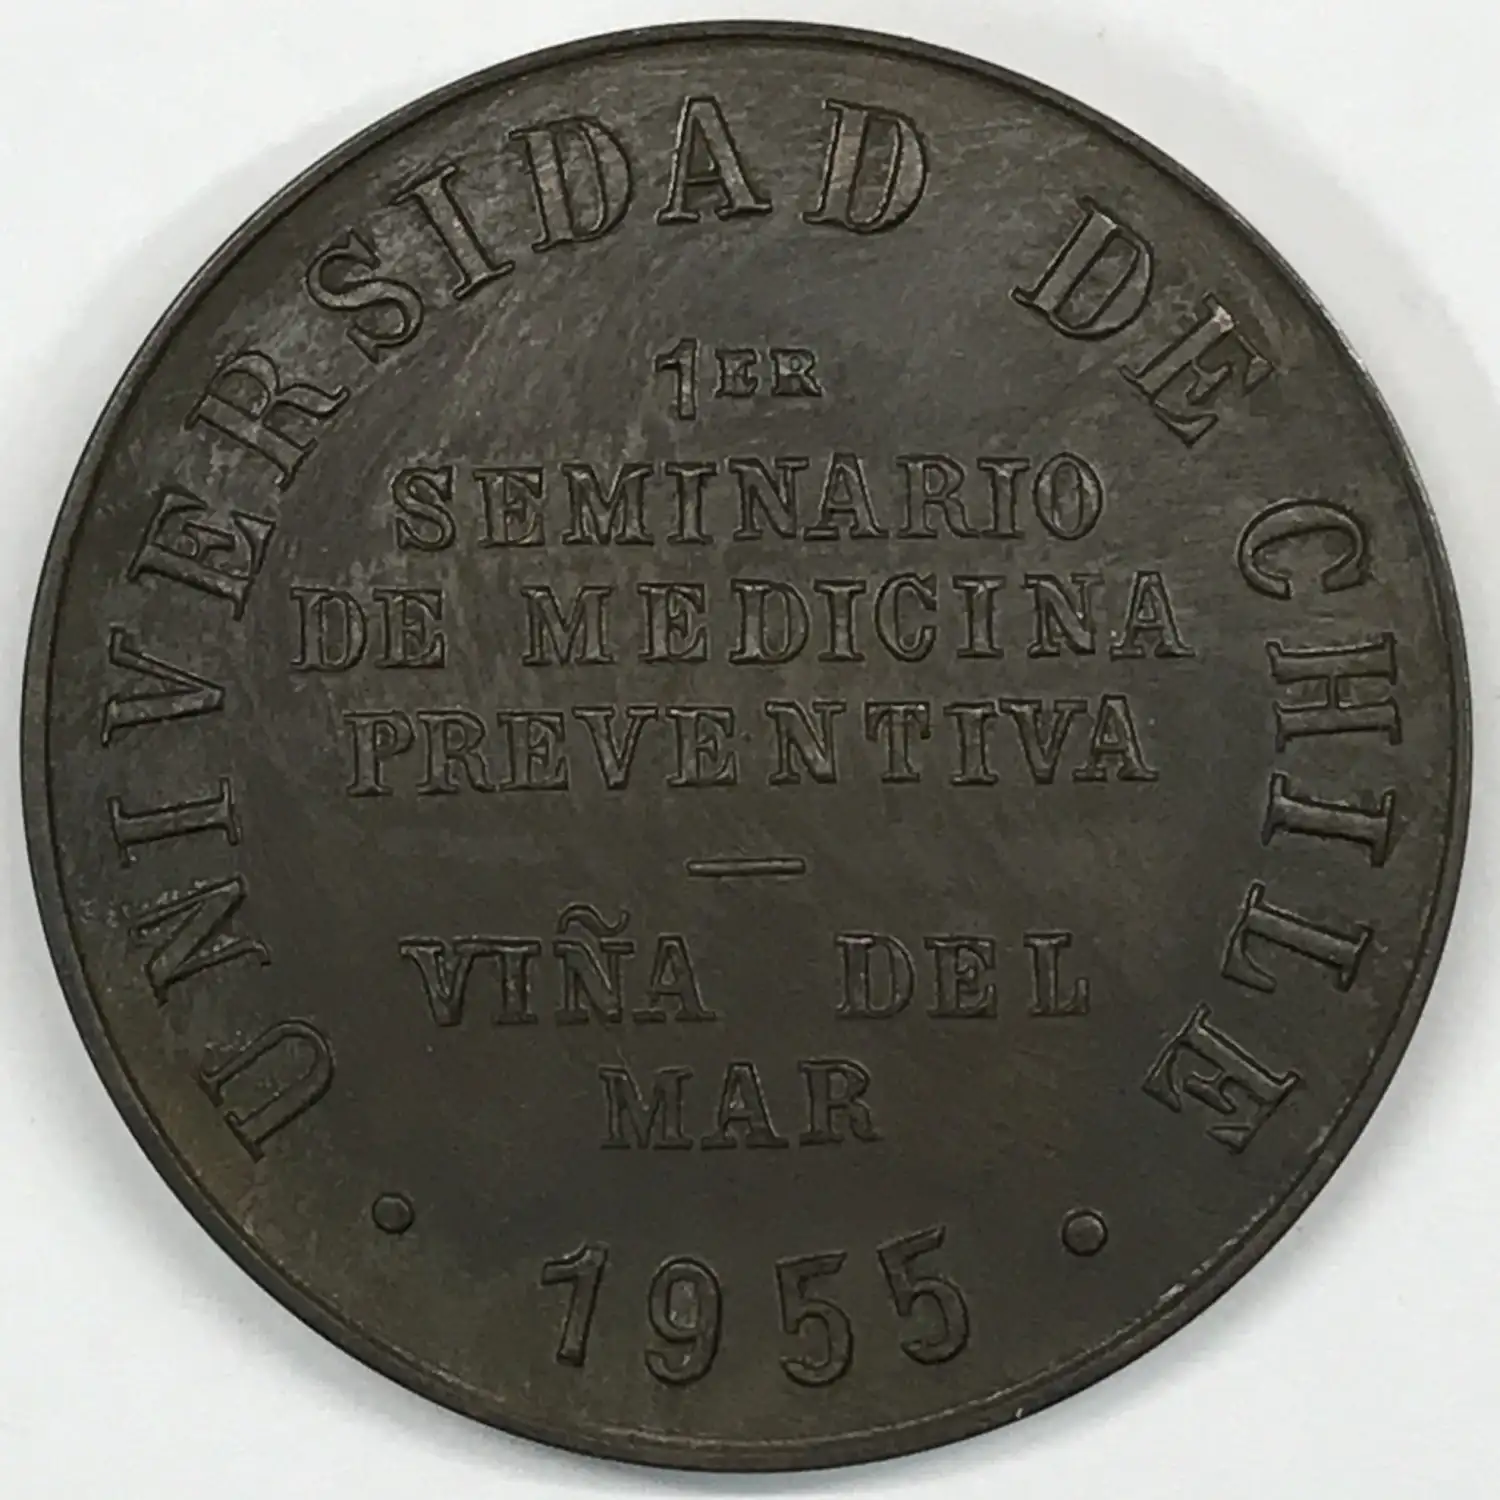 UNIVERSIDAD DE CHILE
1ER
SEMINARIO
DE MEDICINA
PREVENTIVA
—
VIÑA DEL
MAR
• 1955 •